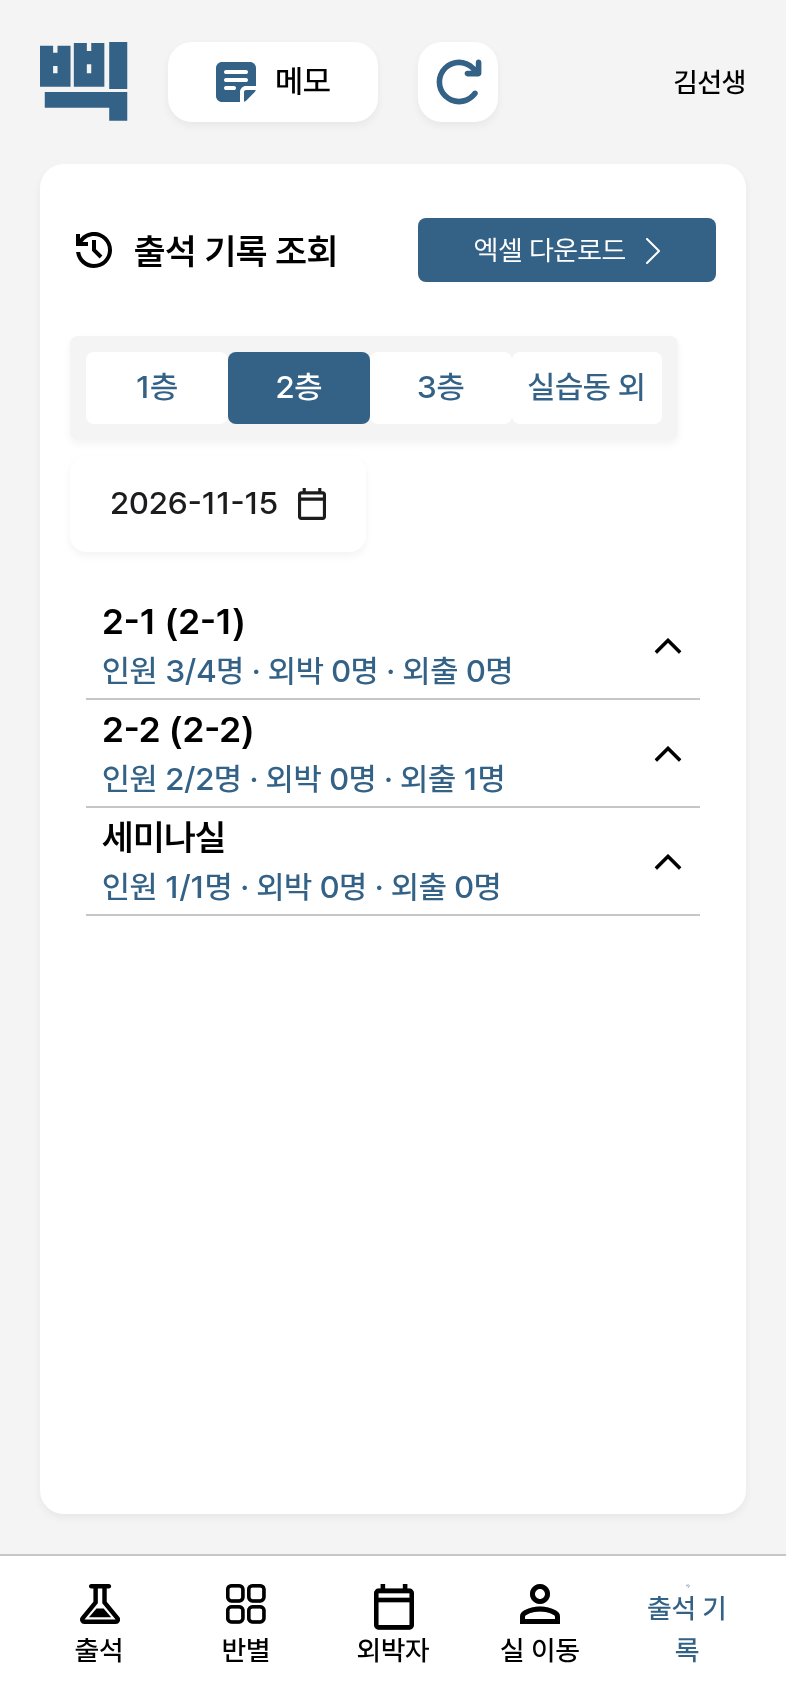 삑
메모
김선생
출석 기록 조회
엑셀 다운로드
1층
2층
3층
실습동 외
2026-11-15
2-1 (2-1)
인원 3/4명 · 외박 0명 · 외출 0명
2-2 (2-2)
인원 2/2명 · 외박 0명 · 외출 1명
세미나실
인원 1/1명 · 외박 0명 · 외출 0명
출석
반별
외박자
실 이동
출석 기
록